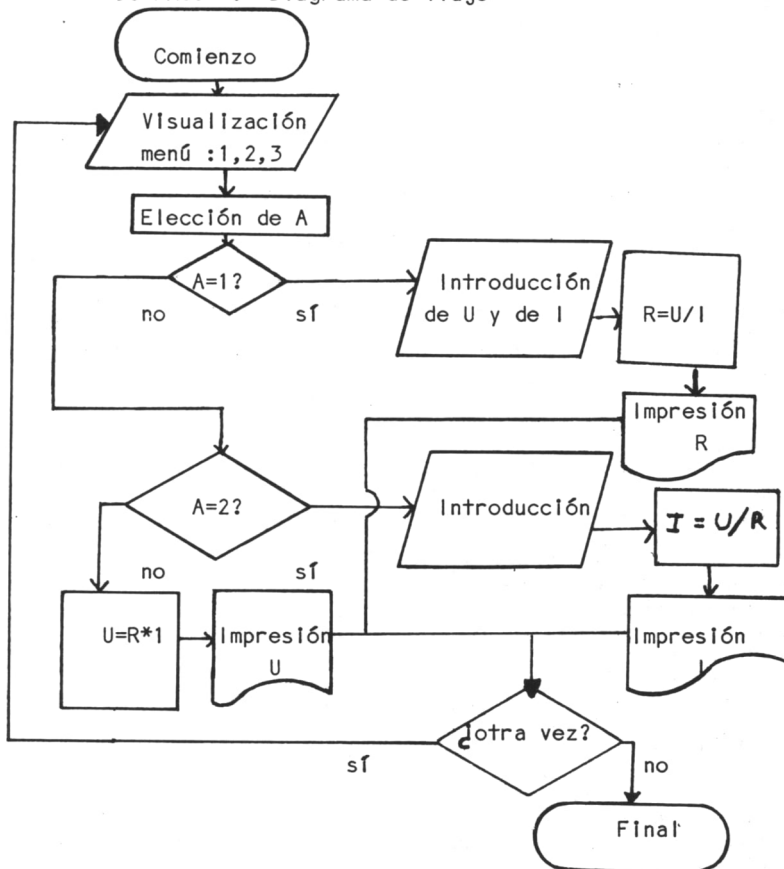 Comienzo
Visualización
menú :1,2,3
Elección de A
A=1?
no
sí
Introducción
de U y de I
R=U/I
Impresión
R
A=2?
no
sí
Introducción
I = U/R
U=R*1
Impresión
U
Impresión
I
¿otra vez?
sí
no
Final